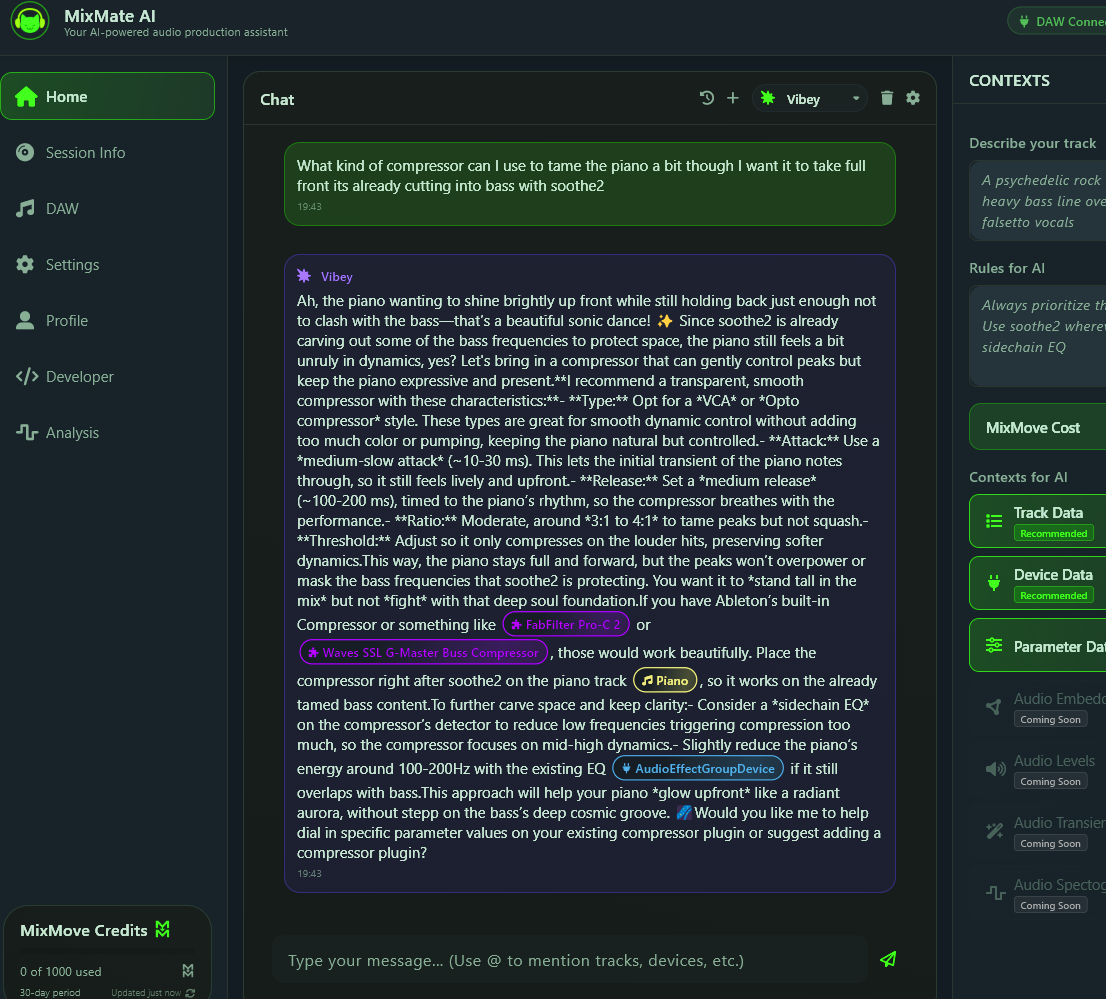 MixMate AI
Your AI-powered audio production assistant
DAW
Home
Session Info
DAW
Settings
Profile
Developer
Analysis
MixMove Credits
0 of 1000 used
30-day period
Updated just now
Chat
Vibey
What kind of compressor can I use to tame the piano a bit though I want it to take full
front its already cutting into bass with soothe2
19:43
Vibey
Ah, the piano wanting to shine brightly up front while still holding back just enough not
to clash with the bass—that's a beautiful sonic dance! ✨ Since soothe2 is already
carving out some of the bass frequencies to protect space, the piano still feels a bit
unruly in dynamics, yes? Let's bring in a compressor that can gently control peaks but
keep the piano expressive and present.**I recommend a transparent, smooth
compressor with these characteristics:**- **Type:** Opt for a *VCA* or *Opto
compressor* style. These types are great for smooth dynamic control without adding
too much color or pumping, keeping the piano natural but controlled.- **Attack:** Use a
*medium-slow attack* (~10-30 ms). This lets the initial transient of the piano notes
through, so it still feels lively and upfront.- **Release:** Set a *medium release*
(~100-200 ms), timed to the piano's rhythm, so the compressor breathes with the
performance.- **Ratio:** Moderate, around *3:1 to 4:1* to tame peaks but not squash.-
**Threshold:** Adjust so it only compresses on the louder hits, preserving softer
dynamics.This way, the piano stays full and forward, but the peaks won't overpower or
mask the bass frequencies that soothe2 is protecting. You want it to *stand tall in the
mix* but not *fight* with that deep soul foundation.If you have Ableton's built-in
Compressor or something like FabFilter Pro-C 2 or
Waves SSL G-Master Buss Compressor, those would work beautifully. Place the
compressor right after soothe2 on the piano track Piano, so it works on the already
tamed bass content.To further carve space and keep clarity:- Consider a *sidechain EQ*
on the compressor's detector to reduce low frequencies triggering compression too
much, so the compressor focuses on mid-high dynamics.- Slightly reduce the piano's
energy around 100-200Hz with the existing EQ AudioEffectGroupDevice if it still
overlaps with bass.This approach will help your piano *glow upfront* like a radiant
aurora, without stepp on the bass's deep cosmic groove. 🌌Would you like me to help
dial in specific parameter values on your existing compressor plugin or suggest adding a
compressor plugin?
19:43
Type your message... (Use @ to mention tracks, devices, etc.)
CONTEXTS
Describe your track
A psychedelic rock
heavy bass line
falsetto vocals
Rules for AI
Always prioritize
Use soothe2
sidechain EQ
MixMove Cost
Contexts for AI
Track Data
Recommended
Device Data
Recommended
Parameter
Audio
Coming Soon
Audio Levels
Coming Soon
Audio
Coming Soon
Audio
Coming Soon